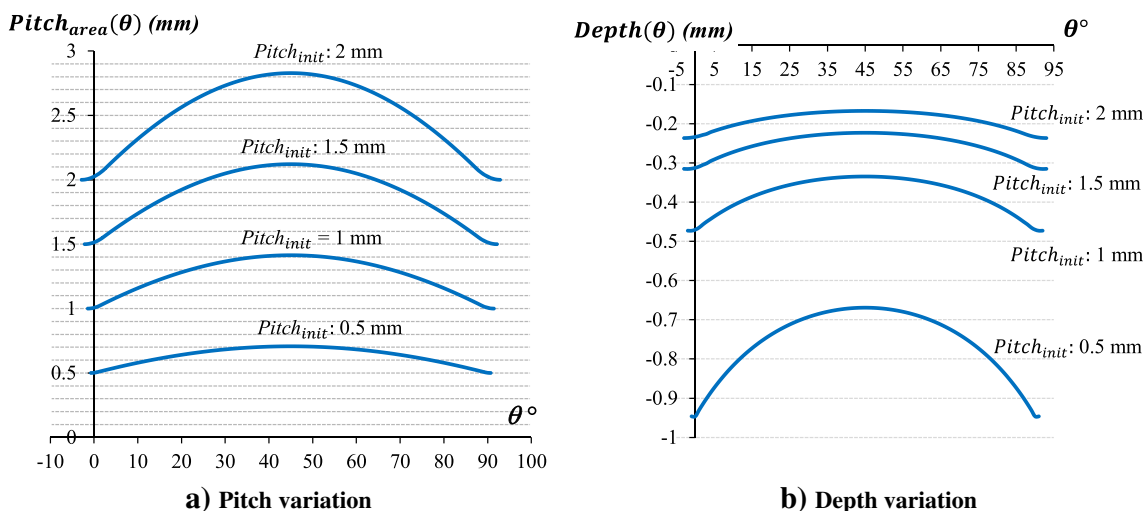 Pitch_area(θ) (mm)
3
2.5
2
1.5
1
0.5
0
-10 0 10 20 30 40 50 60 70 80 90 100
Pitch_init: 2 mm
Pitch_init: 1.5 mm
Pitch_init = 1 mm
Pitch_init: 0.5 mm
θ°
a) Pitch variation
Depth(θ) (mm)
θ°
-5 5 15 25 35 45 55 65 75 85 95
-0.1
-0.2
-0.3
-0.4
-0.5
-0.6
-0.7
-0.8
-0.9
-1
Pitch_init: 2 mm
Pitch_init: 1.5 mm
Pitch_init: 1 mm
Pitch_init: 0.5 mm
b) Depth variation